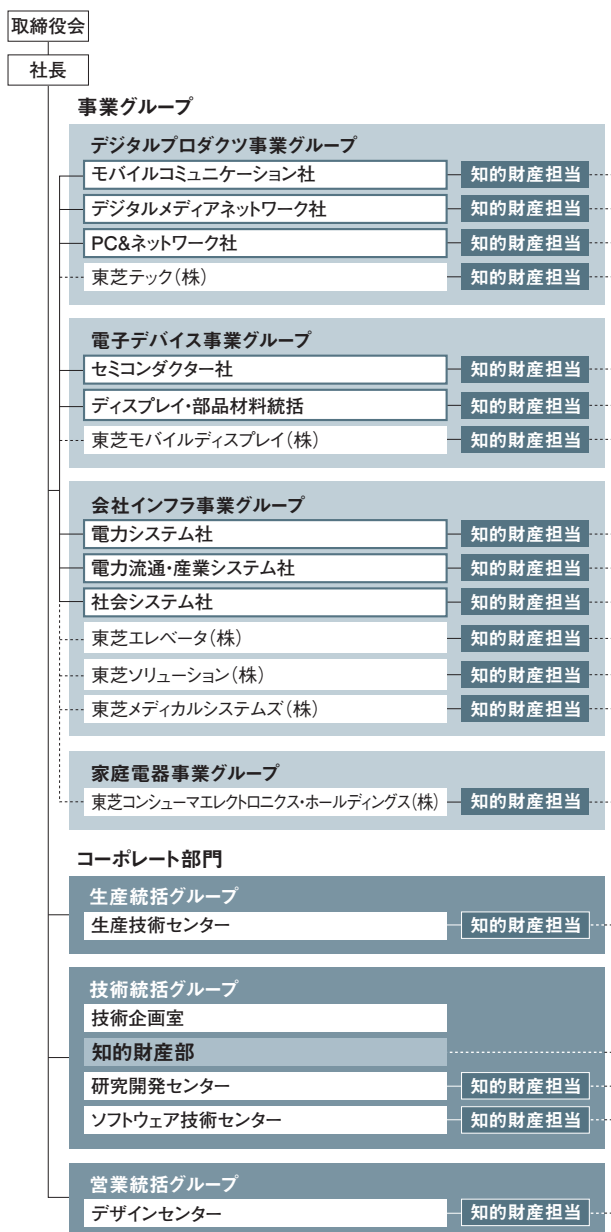 取締役会
社長
事業グループ
デジタルプロダクツ事業グループ
モバイルコミュニケーション社 知的財産担当
デジタルメディアネットワーク社 知的財産担当
PC&ネットワーク社 知的財産担当
東芝テック（株） 知的財産担当
電子デバイス事業グループ
セミコンダクター社 知的財産担当
ディスプレイ・部品材料統括 知的財産担当
東芝モバイルディスプレイ（株） 知的財産担当
会社インフラ事業グループ
電力システム社 知的財産担当
電力流通・産業システム社 知的財産担当
社会システム社 知的財産担当
東芝エレベータ（株） 知的財産担当
東芝ソリューション（株） 知的財産担当
東芝メディカルシステムズ（株） 知的財産担当
家庭電器事業グループ
東芝コンシューマエレクトロニクス・ホールディングス（株） 知的財産担当
コーポレート部門
生産統括グループ
生産技術センター 知的財産担当
技術統括グループ
技術企画室
知的財産部
研究開発センター 知的財産担当
ソフトウェア技術センター 知的財産担当
営業統括グループ
デザインセンター 知的財産担当